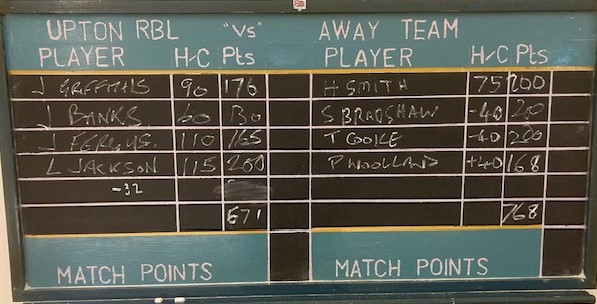 UPTON RBL "Vs" AWAY TEAM
PLAYER H/C Pts PLAYER H/C Pts
J GRIFFITHS 90 176 H SMITH 75 200
J BANKS 60 130 S BRADSHAW -40 200
J FERGUS. 110 165 T COOKE -40 200
L JACKSON 115 200 P WOOLLAND +40 168
-32
671 768
MATCH POINTS MATCH POINTS